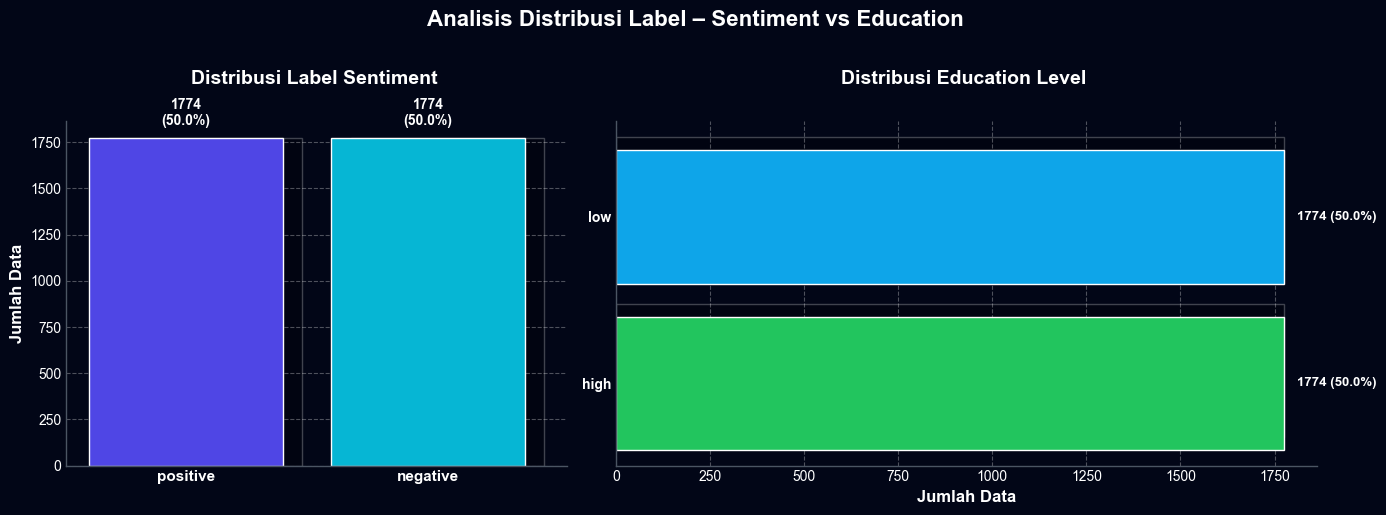 Analisis Distribusi Label – Sentiment vs Education
Distribusi Label Sentiment
1774
(50.0%)
1774
(50.0%)
Jumlah Data
1750
1500
1250
1000
750
500
250
0
positive
negative
Distribusi Education Level
low
1774 (50.0%)
high
1774 (50.0%)
0
250
500
750
1000
1250
1500
1750
Jumlah Data